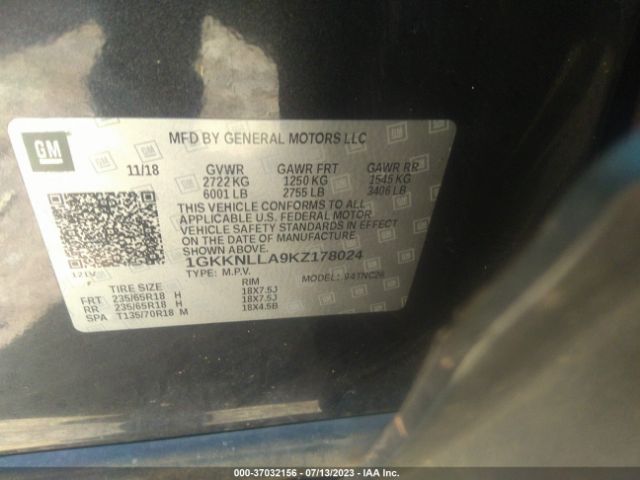 GM
MFD BY GENERAL MOTORS LLC
11/18 GVWR GAWR FRT GAWR RR
2722 KG 1250 KG 1545 KG
6001 LB 2755 LB 3406 LB
THIS VEHICLE CONFORMS TO ALL
APPLICABLE U.S. FEDERAL MOTOR
VEHICLE SAFETY STANDARDS IN EFFECT
ON THE DATE OF MANUFACTURE
SHOWN ABOVE.
1GKKNLLA9KZ178024
TYPE: M.P.V. MODEL: 94TNC26
TIRE SIZE RIM
FRT 235/65R18 H 18X7.5J
RR 235/65R18 H 18X7.5J
SPA T135/70R18 M 18X4.5B
000-37032156 - 07/13/2023 - IAA Inc.